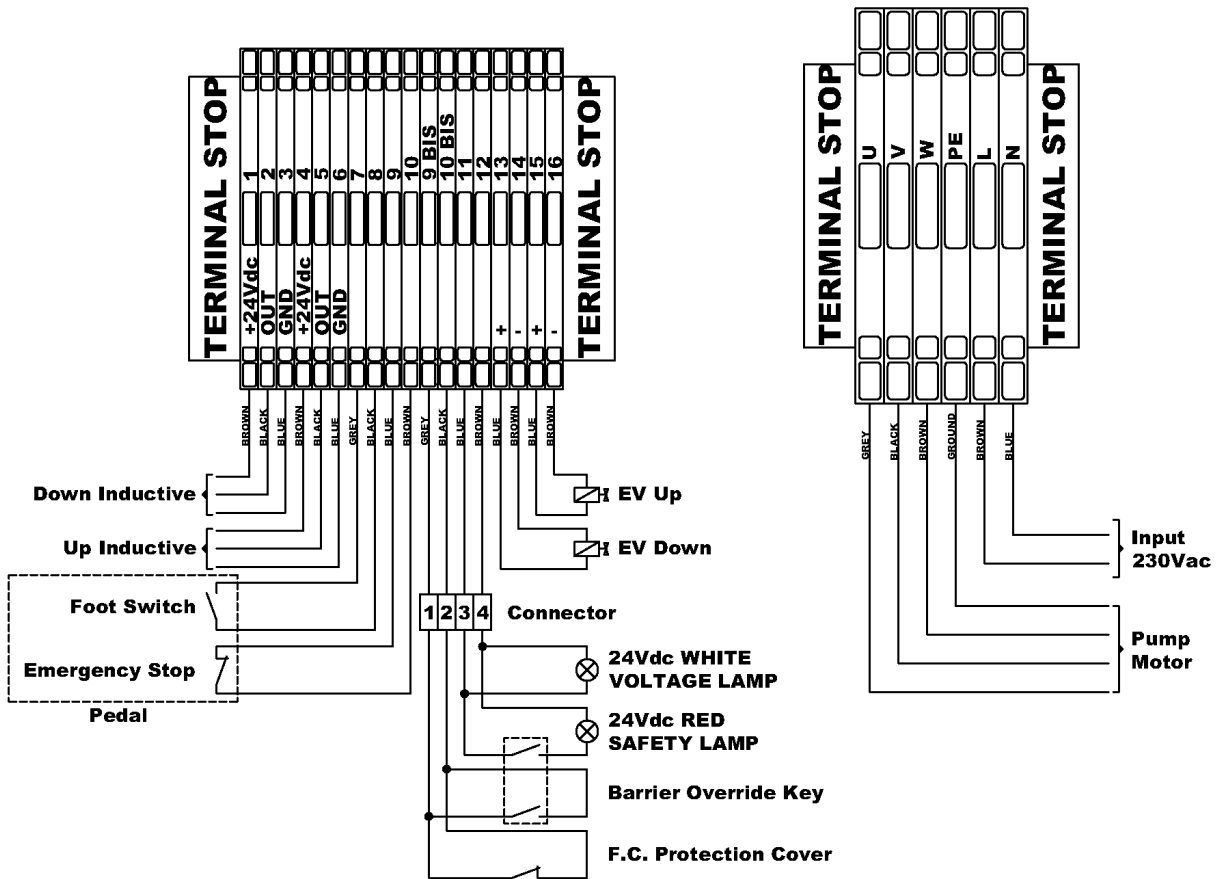 TERMINAL STOP
1
2
3
4
5
6
7
8
9
10
9 BIS
10 BIS
11
12
13
14
15
16
TERMINAL STOP
+24Vdc
OUT
GND
+24Vdc
OUT
GND
+
-
+
-
BROWN
BLACK
BLUE
BROWN
BLACK
BLUE
GREY
BLACK
BLUE
BROWN
GREY
BLACK
BLUE
BROWN
BLUE
BROWN
BLUE
BROWN
TERMINAL STOP
U
V
W
PE
L
N
TERMINAL STOP
GREY
BLACK
BROWN
GROUND
BROWN
BLUE
Down Inductive
Up Inductive
Foot Switch
Emergency Stop
Pedal
EV Up
EV Down
1 2 3 4
Connector
24Vdc WHITE
VOLTAGE LAMP
24Vdc RED
SAFETY LAMP
Barrier Override Key
F.C. Protection Cover
Input
230Vac
Pump
Motor